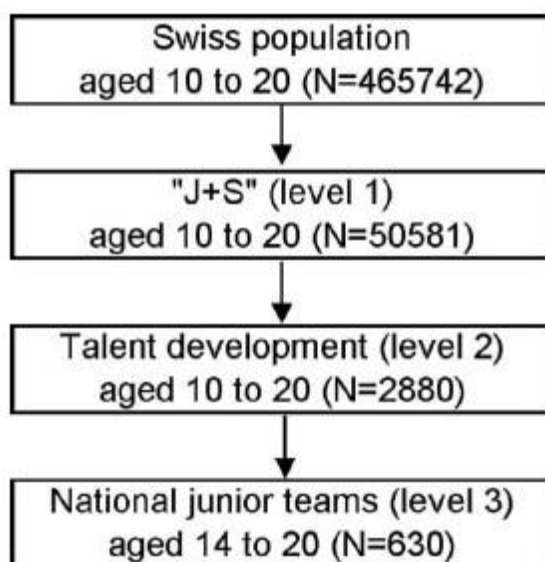 Swiss population
aged 10 to 20 (N=465742)
"J+S" (level 1)
aged 10 to 20 (N=50581)
Talent development (level 2)
aged 10 to 20 (N=2880)
National junior teams (level 3)
aged 14 to 20 (N=630)